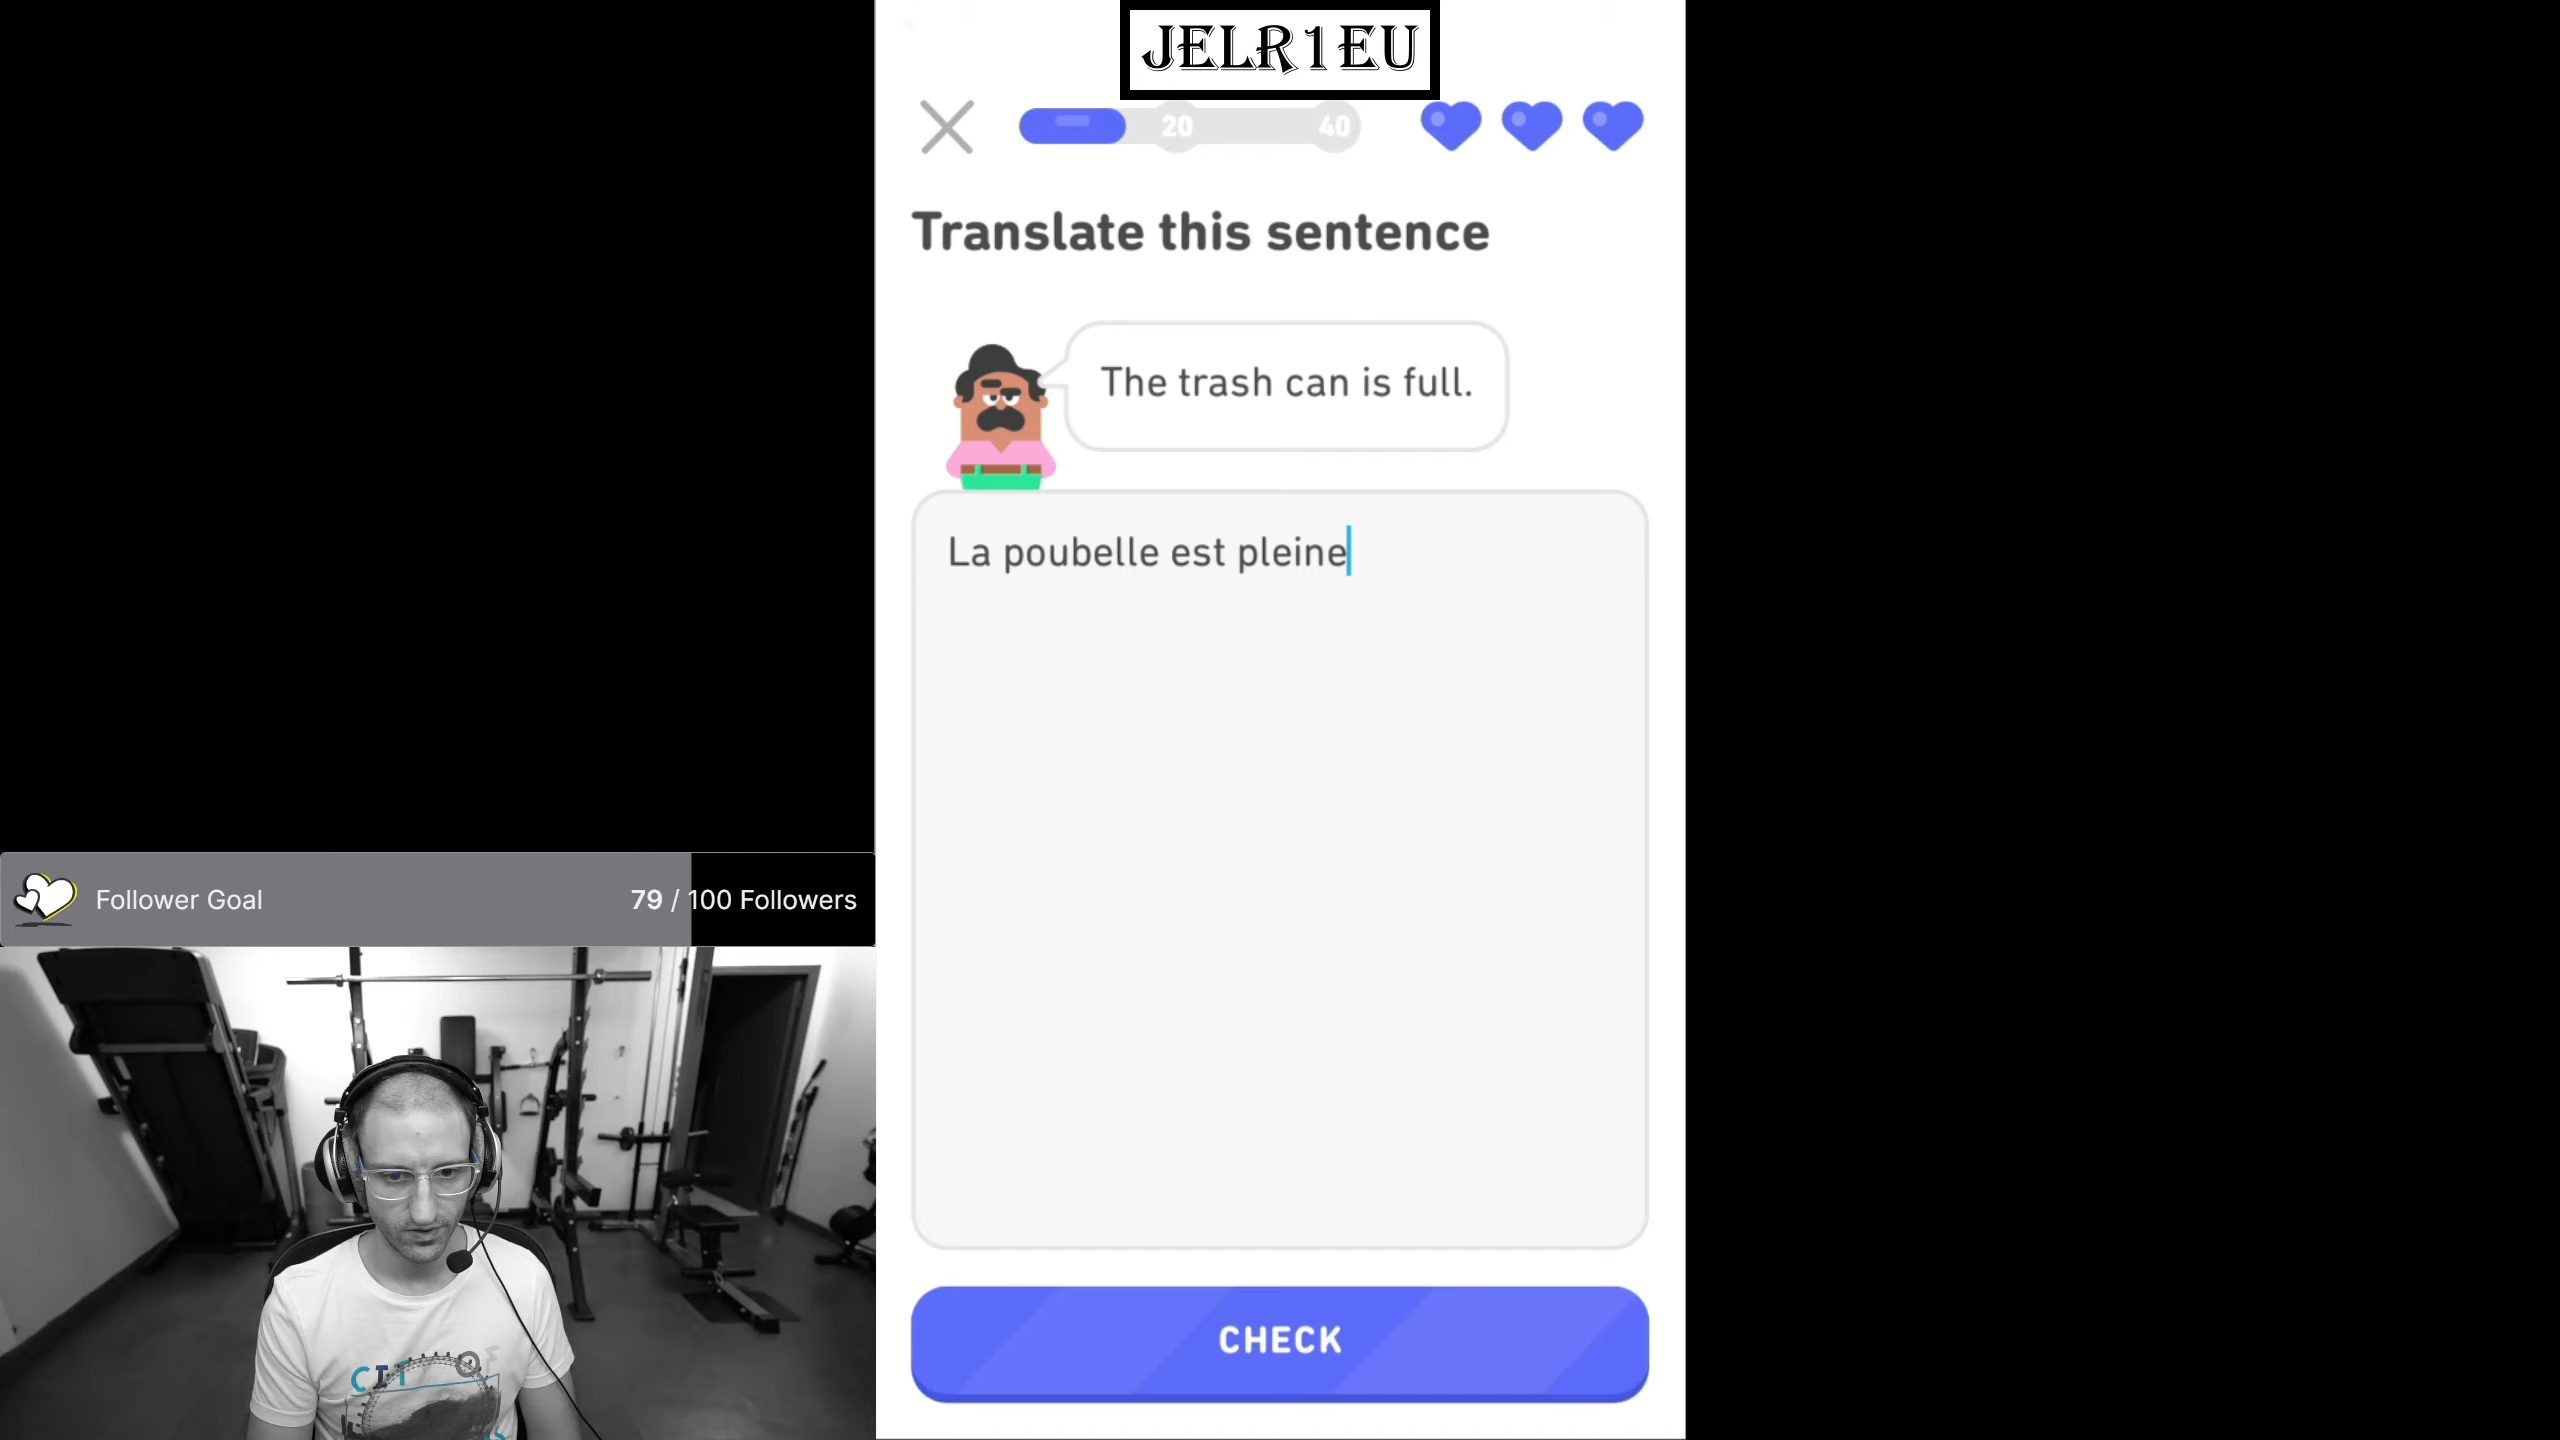 JELR1EU
20
40
Translate this sentence
The trash can is full.
La poubelle est pleine
CHECK
Follower Goal
79 / 100 Followers